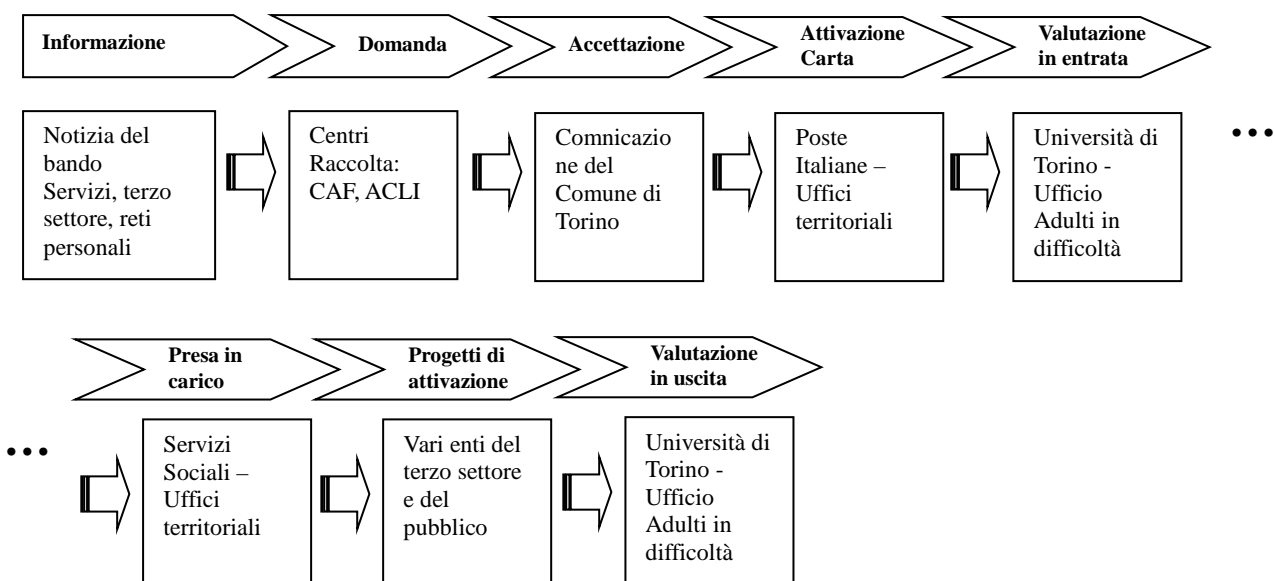 Informazione
Domanda
Accettazione
Attivazione
Carta
Valutazione
in entrata
Notizia del
bando
Servizi, terzo
settore, reti
personali
Centri
Raccolta:
CAF, ACLI
Comnicazio
ne del
Comune di
Torino
Poste
Italiane –
Uffici
territoriali
Università di
Torino -
Ufficio
Adulti in
difficoltà
...
Presa in
carico
Progetti di
attivazione
Valutazione
in uscita
...
Servizi
Sociali –
Uffici
territoriali
Vari enti del
terzo settore
e del
pubblico
Università di
Torino -
Ufficio
Adulti in
difficoltà